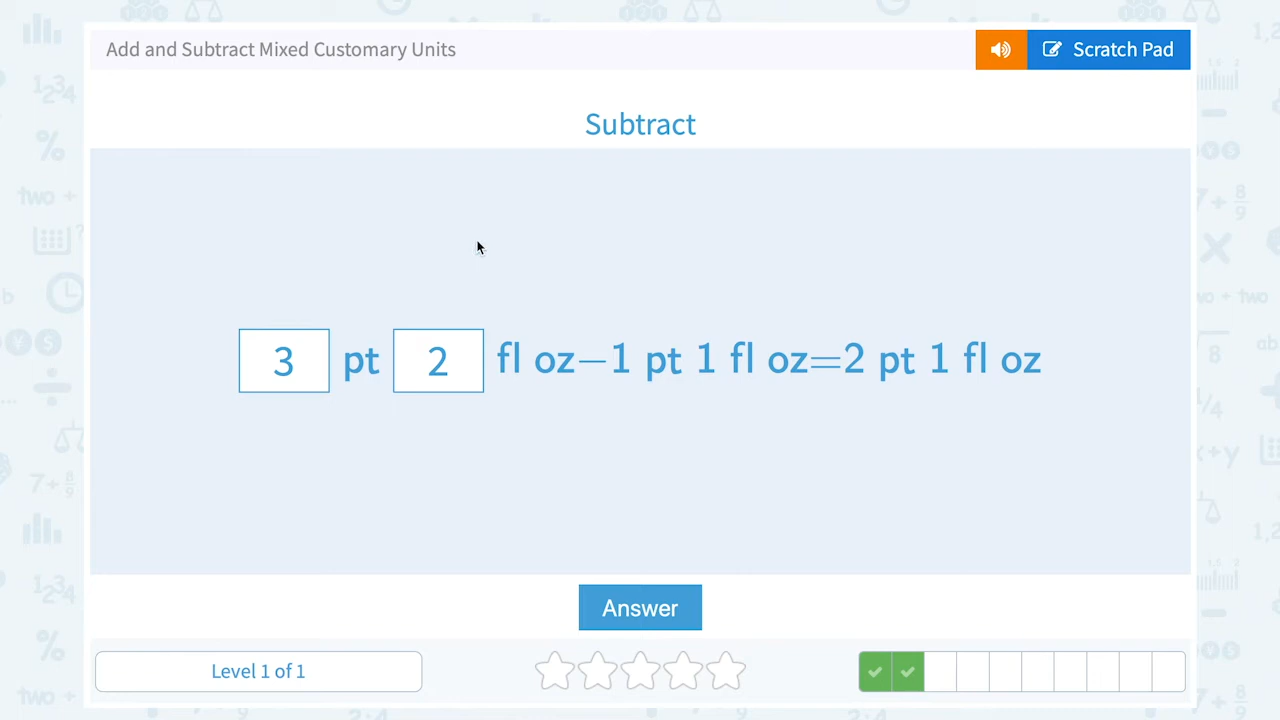 Add and Subtract Mixed Customary Units
Scratch Pad
Subtract
3 pt 2 fl oz−1 pt 1 fl oz=2 pt 1 fl oz
Answer
Level 1 of 1